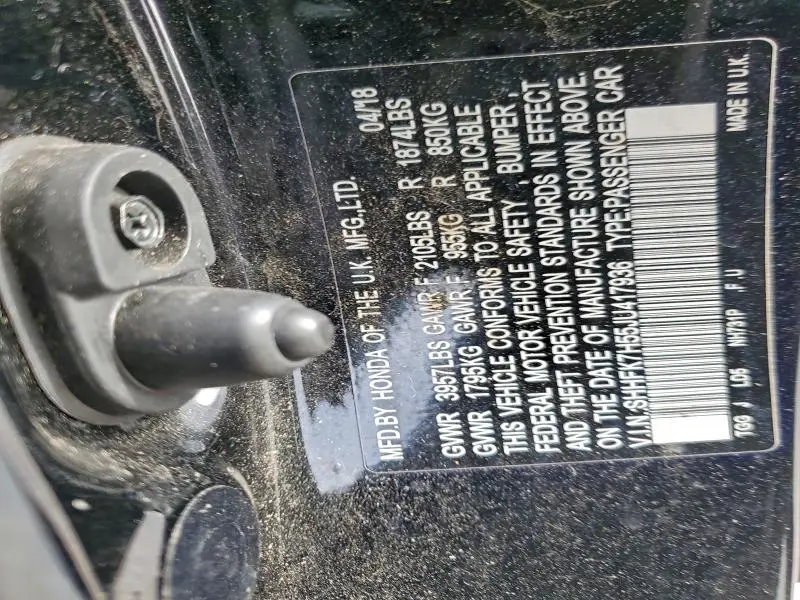 MFD.BY HONDA OF THE U.K. MFG.,LTD. 04/18
GVWR 3957LBS GAWR F 2105LBS R 1874LBS
GVWR 1795KG GAWR F 955KG R 850KG
THIS VEHICLE CONFORMS TO ALL APPLICABLE
FEDERAL MOTOR VEHICLE SAFETY , BUMPER ,
AND THEFT PREVENTION STANDARDS IN EFFECT
ON THE DATE OF MANUFACTURE SHOWN ABOVE.
V.I.N.:SHHFK7H55JU417936 TYPE:PASSENGER CAR
TGG J L05 NH731P F U MADE IN U.K.